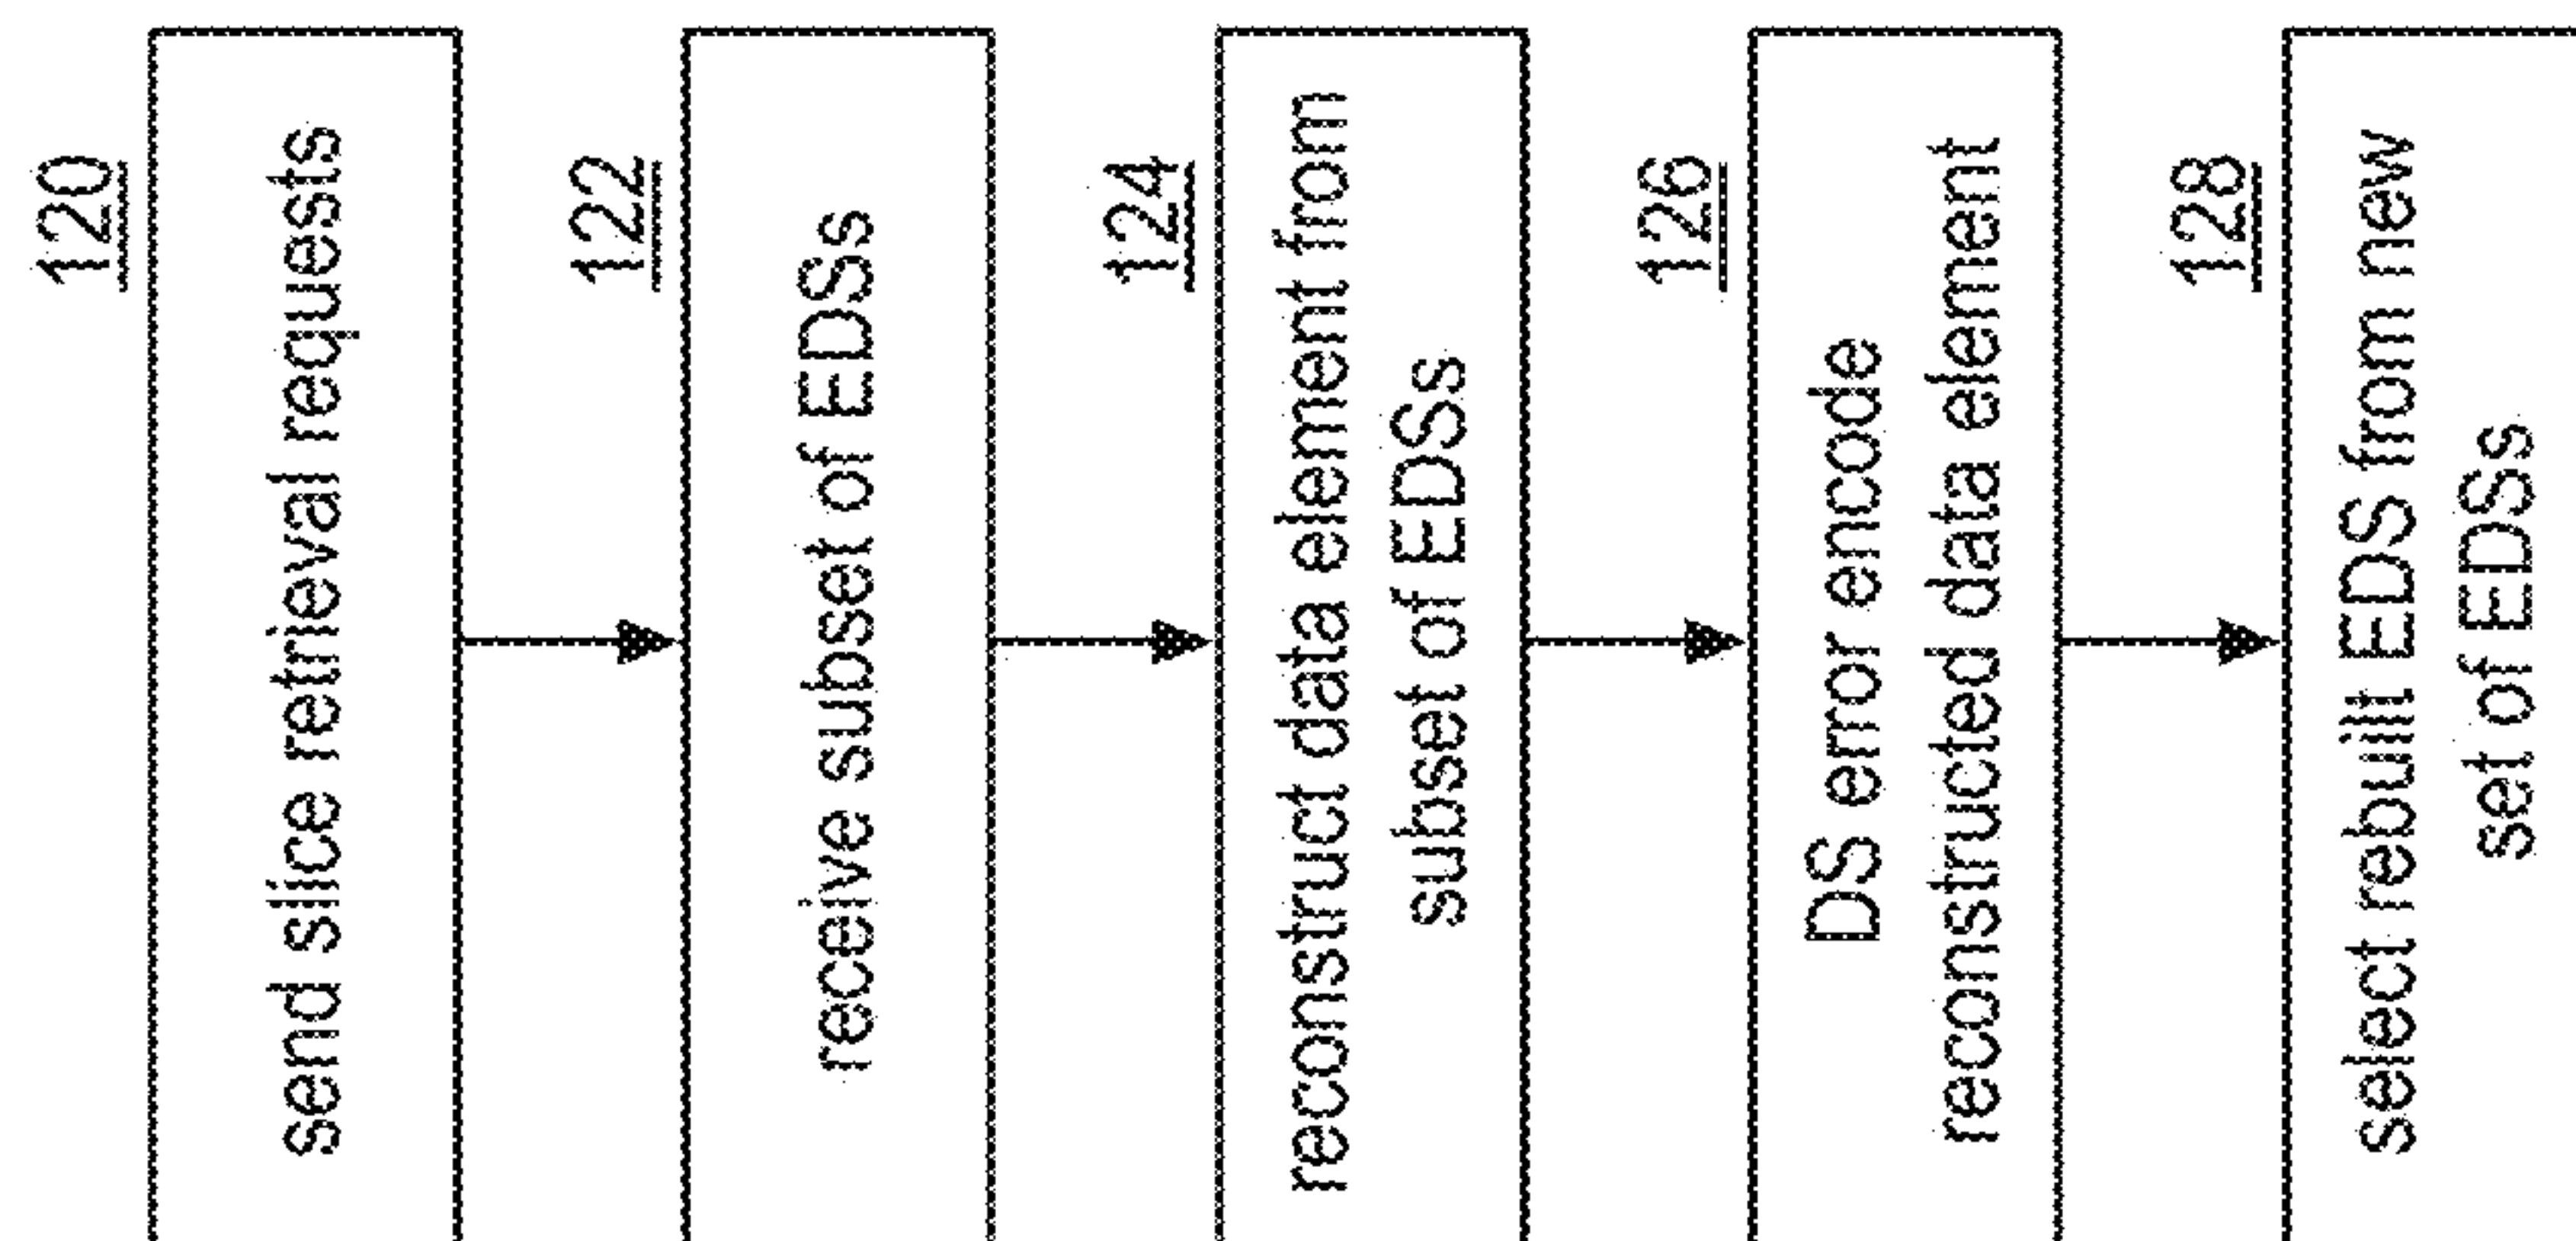 120
send slice retrieval requests
122
receive subset of EDSs
124
reconstruct data element from
subset of EDSs
126
DS error encode
reconstructed data element
128
select rebuilt EDS from new
set of EDSs